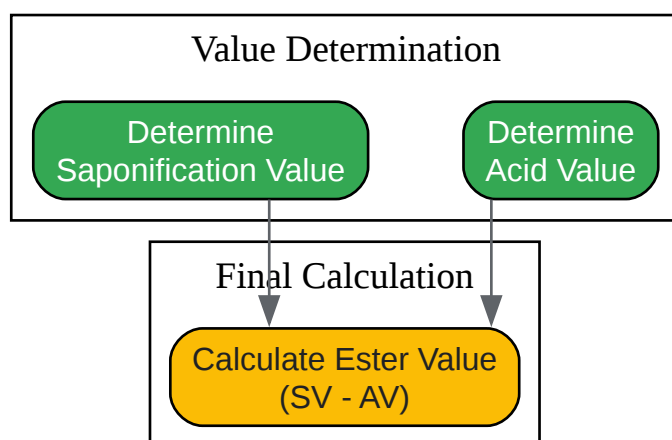 Value Determination
Determine
Saponification Value
Determine
Acid Value
Final Calculation
Calculate Ester Value
(SV - AV)